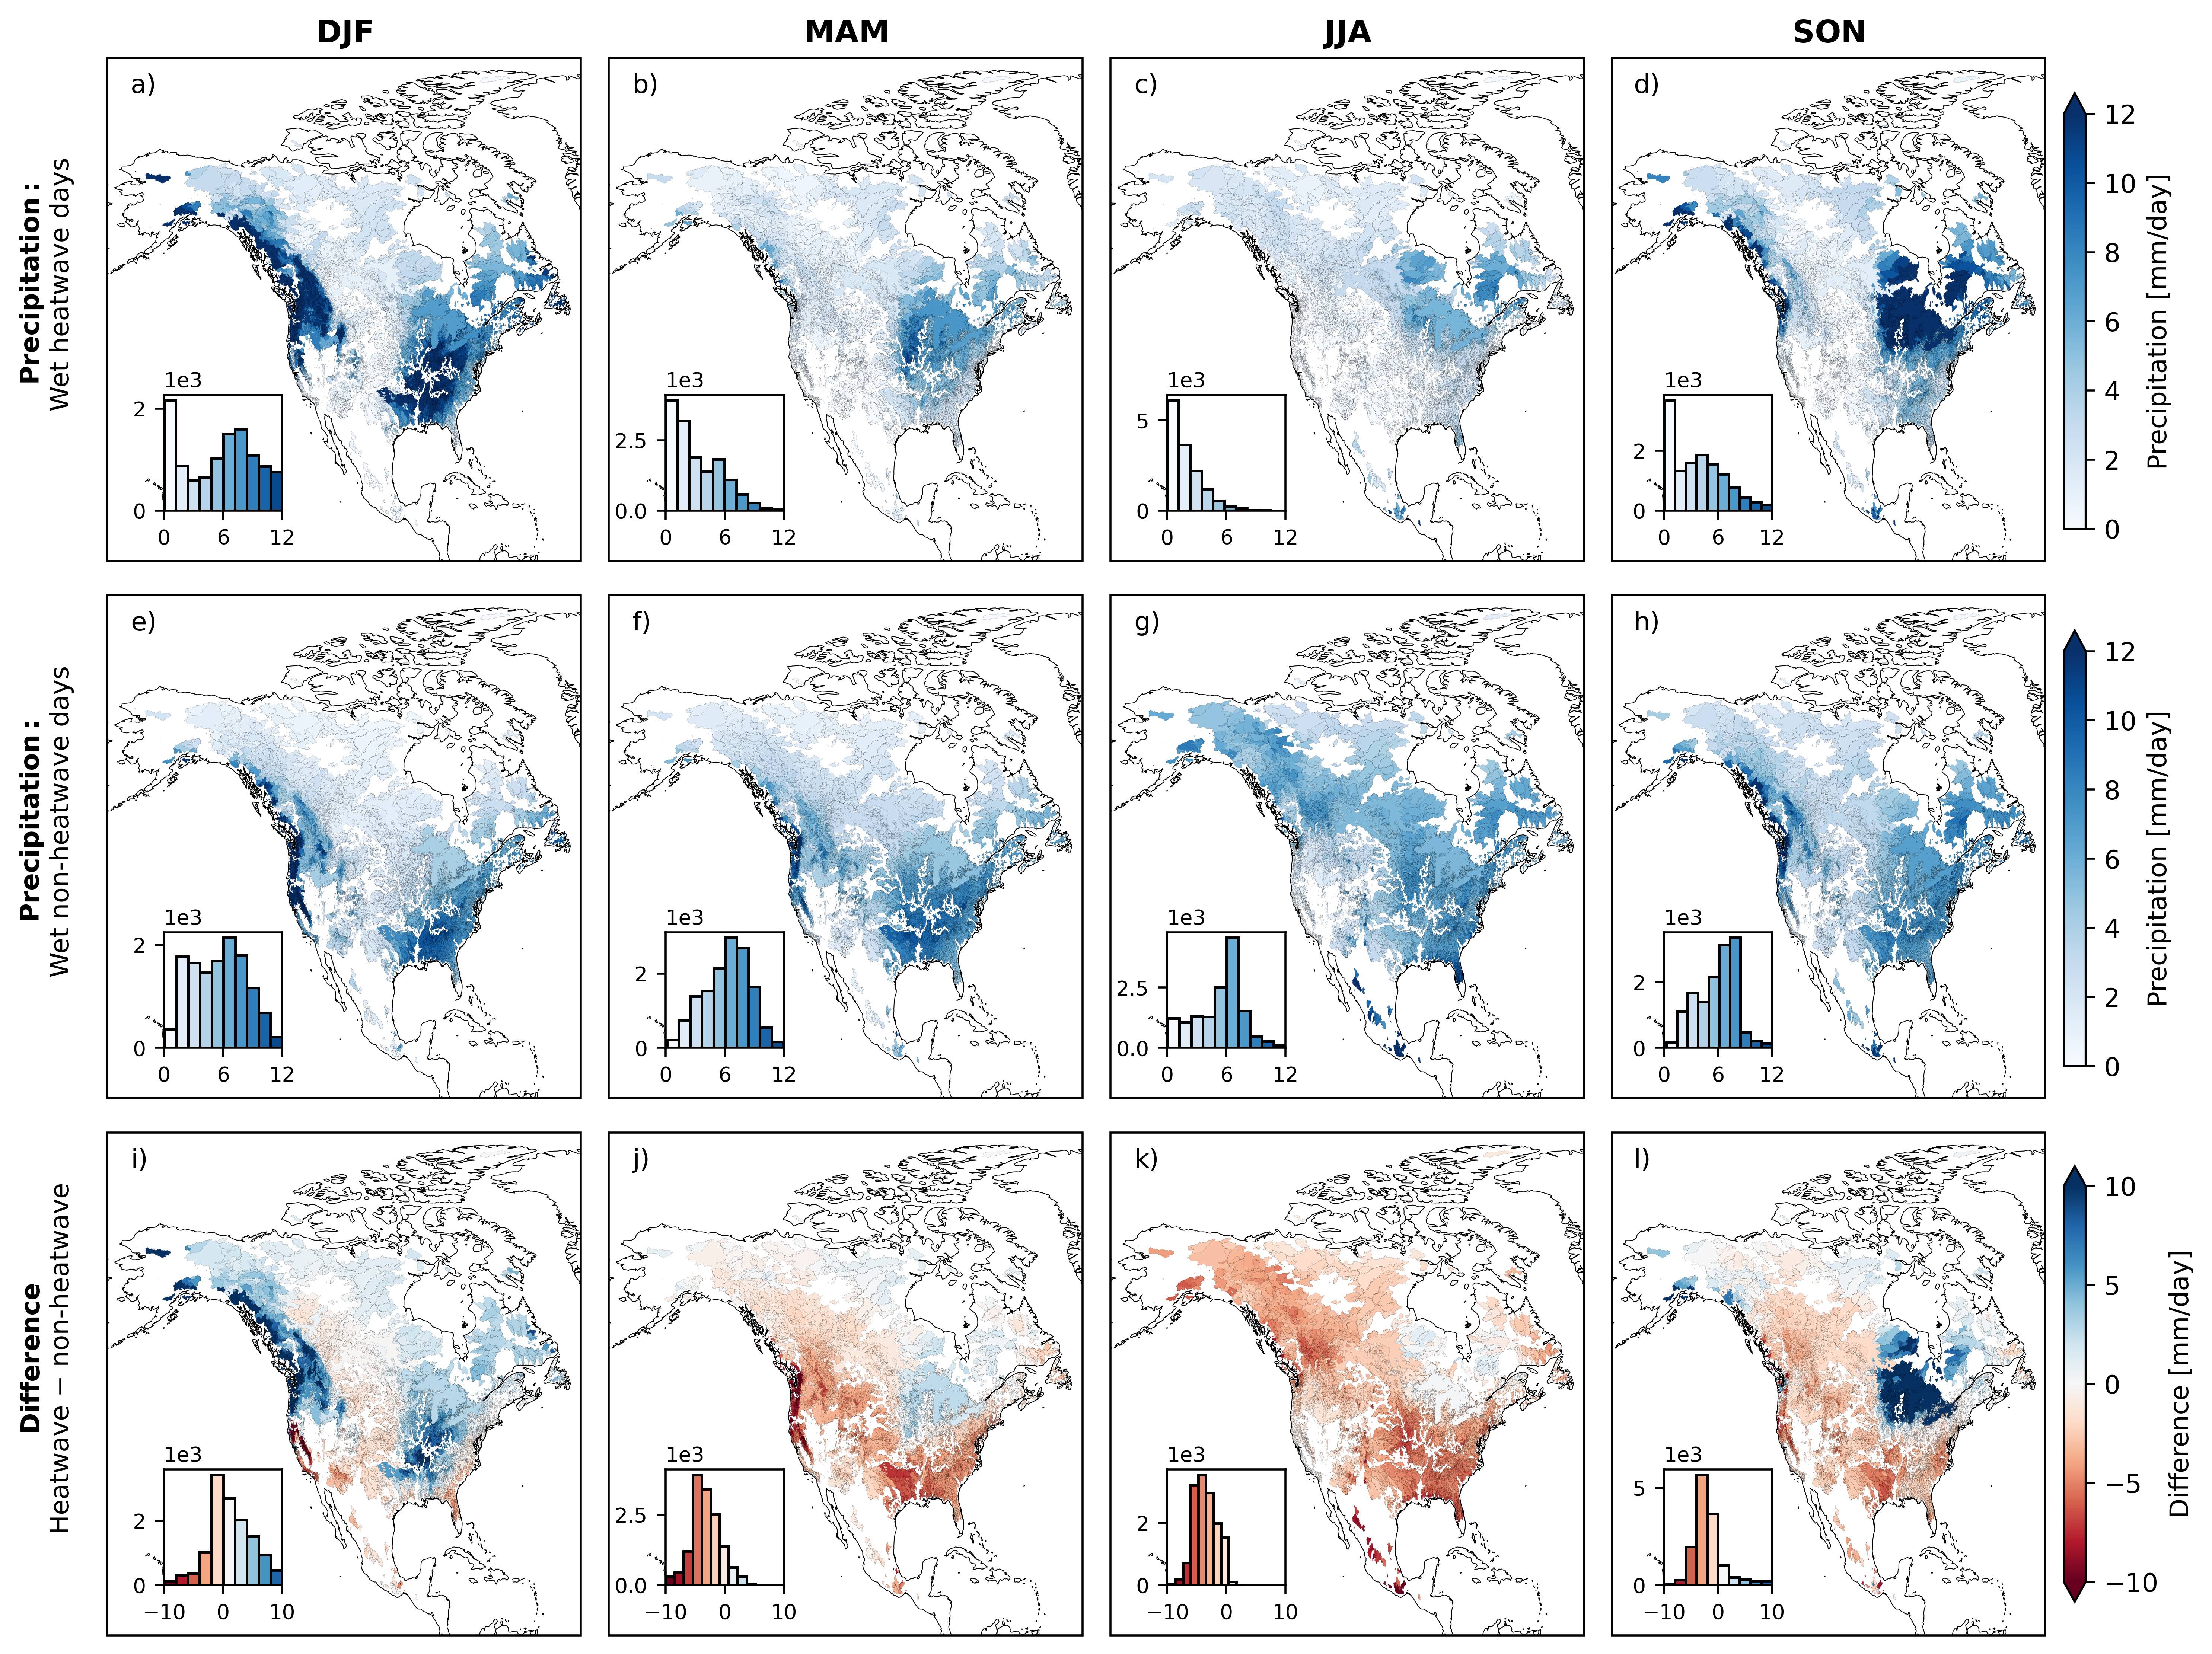 DJF MAM JJA SON
Precipitation :
Wet heatwave days
a)
1e3
2
0
0 6 12
b)
1e3
2.5
0.0
0 6 12
c)
1e3
5
0
0 6 12
d)
1e3
2
0
0 6 12
12
10
8
6
4
2
0
Precipitation [mm/day]
Precipitation :
Wet non-heatwave days
e)
1e3
2
0
0 6 12
f)
1e3
2
0
0 6 12
g)
1e3
2.5
0.0
0 6 12
h)
1e3
2
0
0 6 12
12
10
8
6
4
2
0
Precipitation [mm/day]
Difference
Heatwave − non-heatwave
i)
1e3
2
0
−10 0 10
j)
1e3
2.5
0.0
−10 0 10
k)
1e3
2
0
−10 0 10
l)
1e3
5
0
−10 0 10
10
5
0
−5
−10
Difference [mm/day]